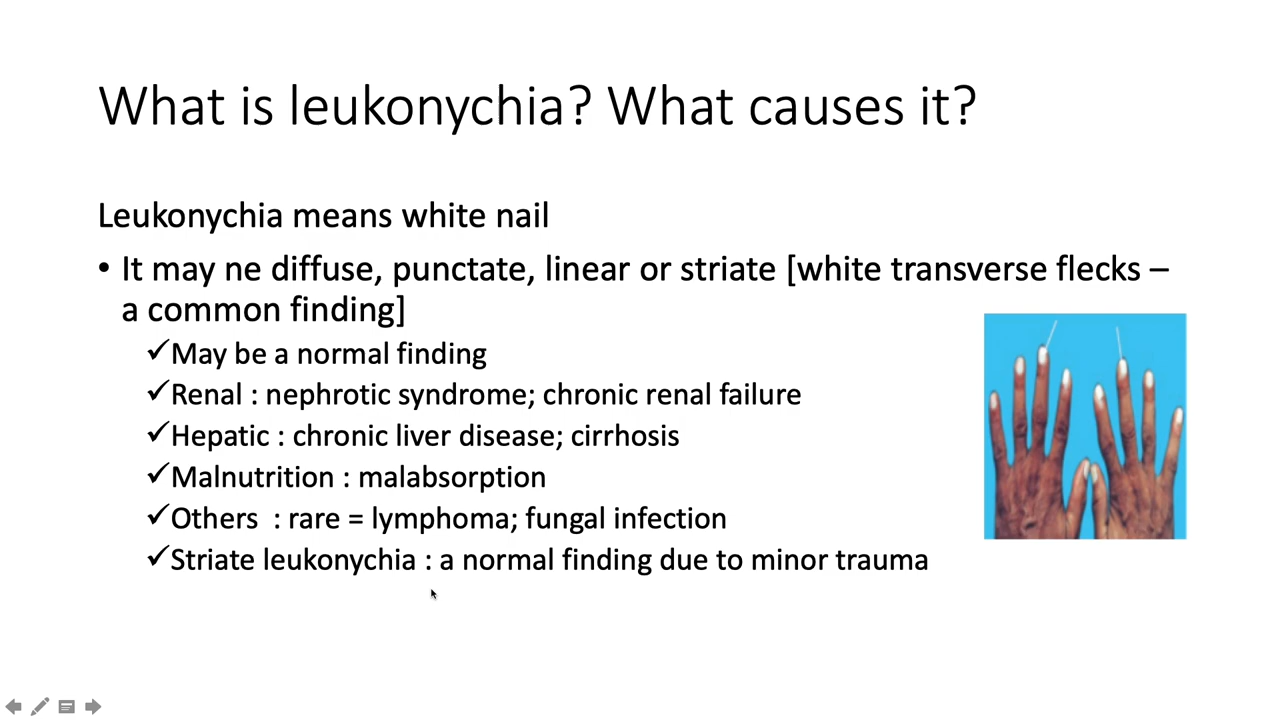 What is leukonychia? What causes it?
Leukonychia means white nail
• It may ne diffuse, punctate, linear or striate [white transverse flecks –
a common finding]
✓May be a normal finding
✓Renal : nephrotic syndrome; chronic renal failure
✓Hepatic : chronic liver disease; cirrhosis
✓Malnutrition : malabsorption
✓Others : rare = lymphoma; fungal infection
✓Striate leukonychia : a normal finding due to minor trauma